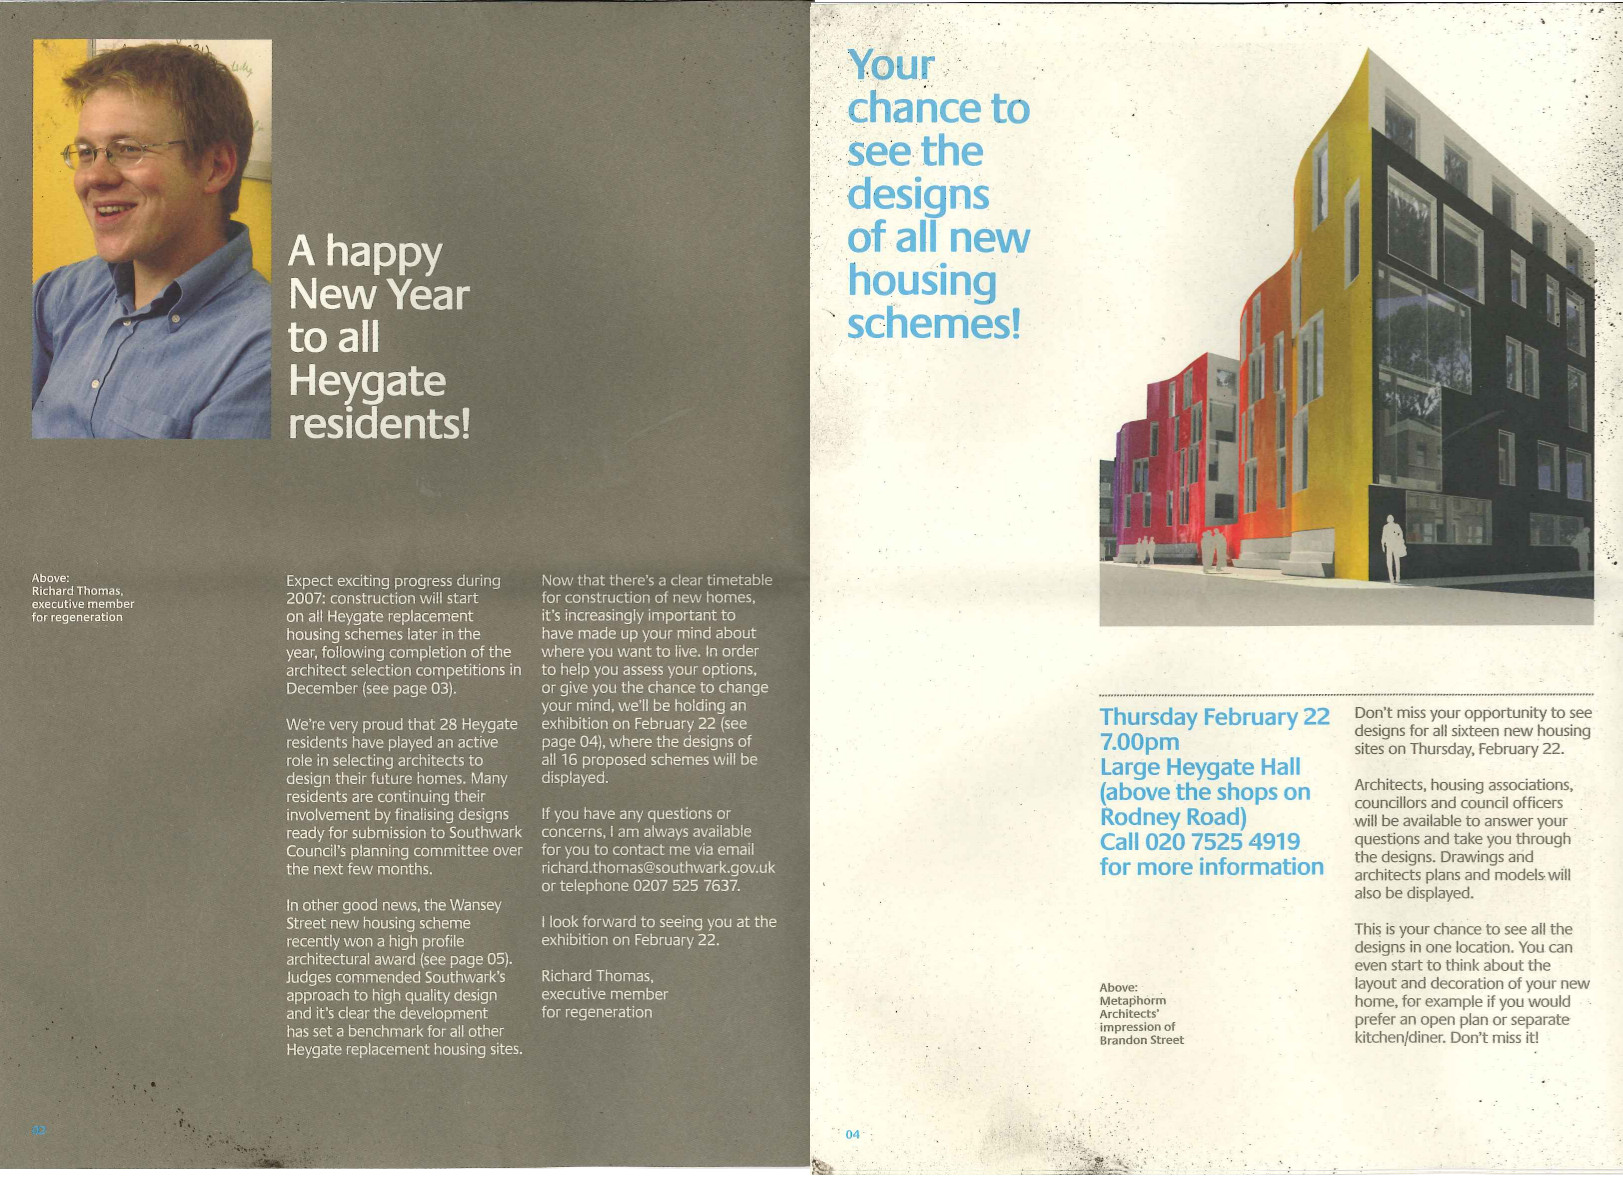 A happy
New Year
to all
Heygate
residents!
Above:
Richard Thomas,
executive member
for regeneration
Expect exciting progress during
2007: construction will start
on all Heygate replacement
housing schemes later in the
year, following completion of the
architect selection competitions in
December (see page 03).
We're very proud that 28 Heygate
residents have played an active
role in selecting architects to
design their future homes. Many
residents are continuing their
involvement by finalising designs
ready for submission to Southwark
Council's planning committee over
the next few months.
In other good news, the Wansey
Street new housing scheme
recently won a high profile
architectural award (see page 05).
Judges commended Southwark's
approach to high quality design
and it's clear the development
has set a benchmark for all other
Heygate replacement housing sites.
Now that there's a clear timetable
for construction of new homes,
it's increasingly important to
have made up your mind about
where you want to live. In order
to help you assess your options,
or give you the chance to change
your mind, we'll be holding an
exhibition on February 22 (see
page 04), where the designs of
all 16 proposed schemes will be
displayed.
If you have any questions or
concerns, I am always available
for you to contact me via email
richard.thomas@southwark.gov.uk
or telephone 0207 525 7637.
I look forward to seeing you at the
exhibition on February 22.
Richard Thomas,
executive member
for regeneration
Your
chance to
see the
designs
of all new
housing
schemes!
Thursday February 22
7.00pm
Large Heygate Hall
(above the shops on
Rodney Road)
Call 020 7525 4919
for more information
Above:
Metaphorm
Architects'
impression of
Brandon Street
Don't miss your opportunity to see
designs for all sixteen new housing
sites on Thursday, February 22.
Architects, housing associations,
councillors and council officers
will be available to answer your
questions and take you through
the designs. Drawings and
architects plans and models will
also be displayed.
This is your chance to see all the
designs in one location. You can
even start to think about the
layout and decoration of your new
home, for example if you would
prefer an open plan or separate
kitchen/diner. Don't miss it!
04